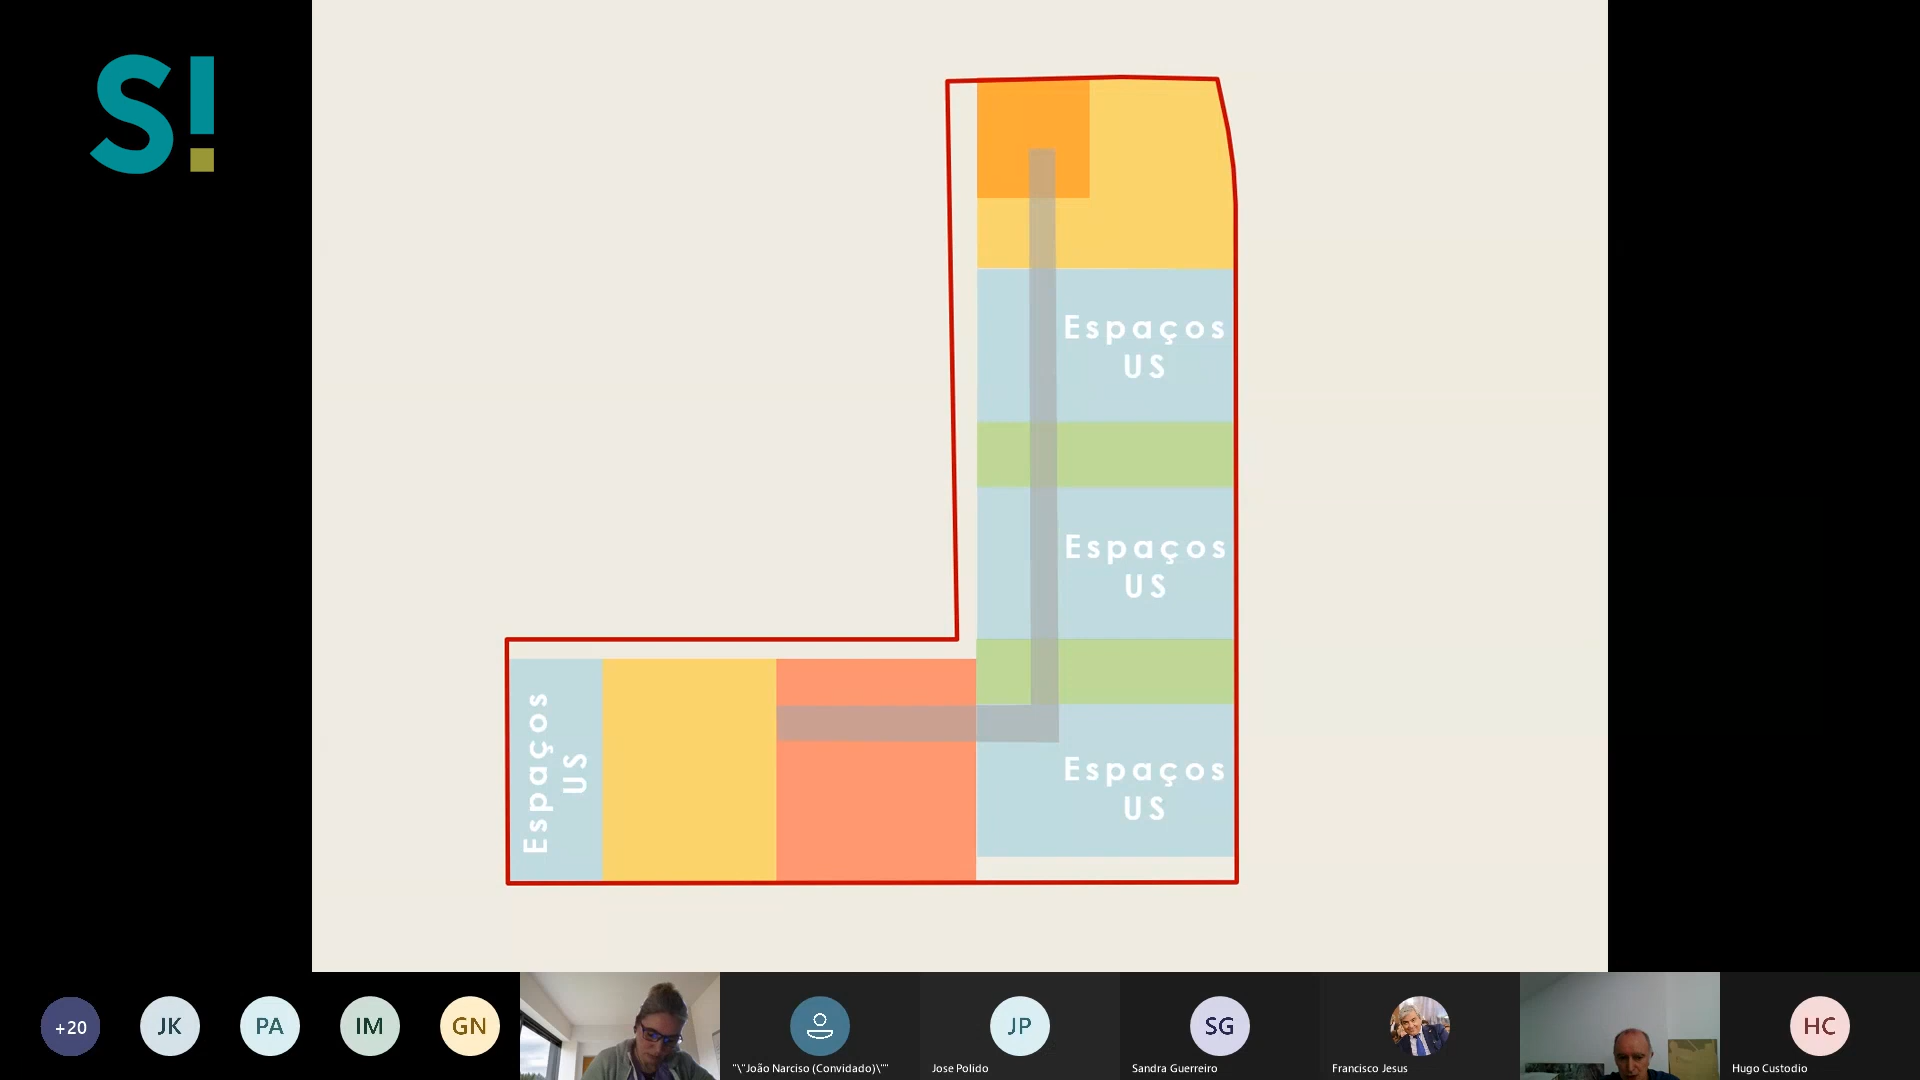 S!
Espaços
US
Espaços
US
Espaços
US
Espaços
US
+20
JK
PA
IM
GN
"\"João Narciso (Convidado)\""
JP
Jose Polido
SG
Sandra Guerreiro
Francisco Jesus
HC
Hugo Custodio